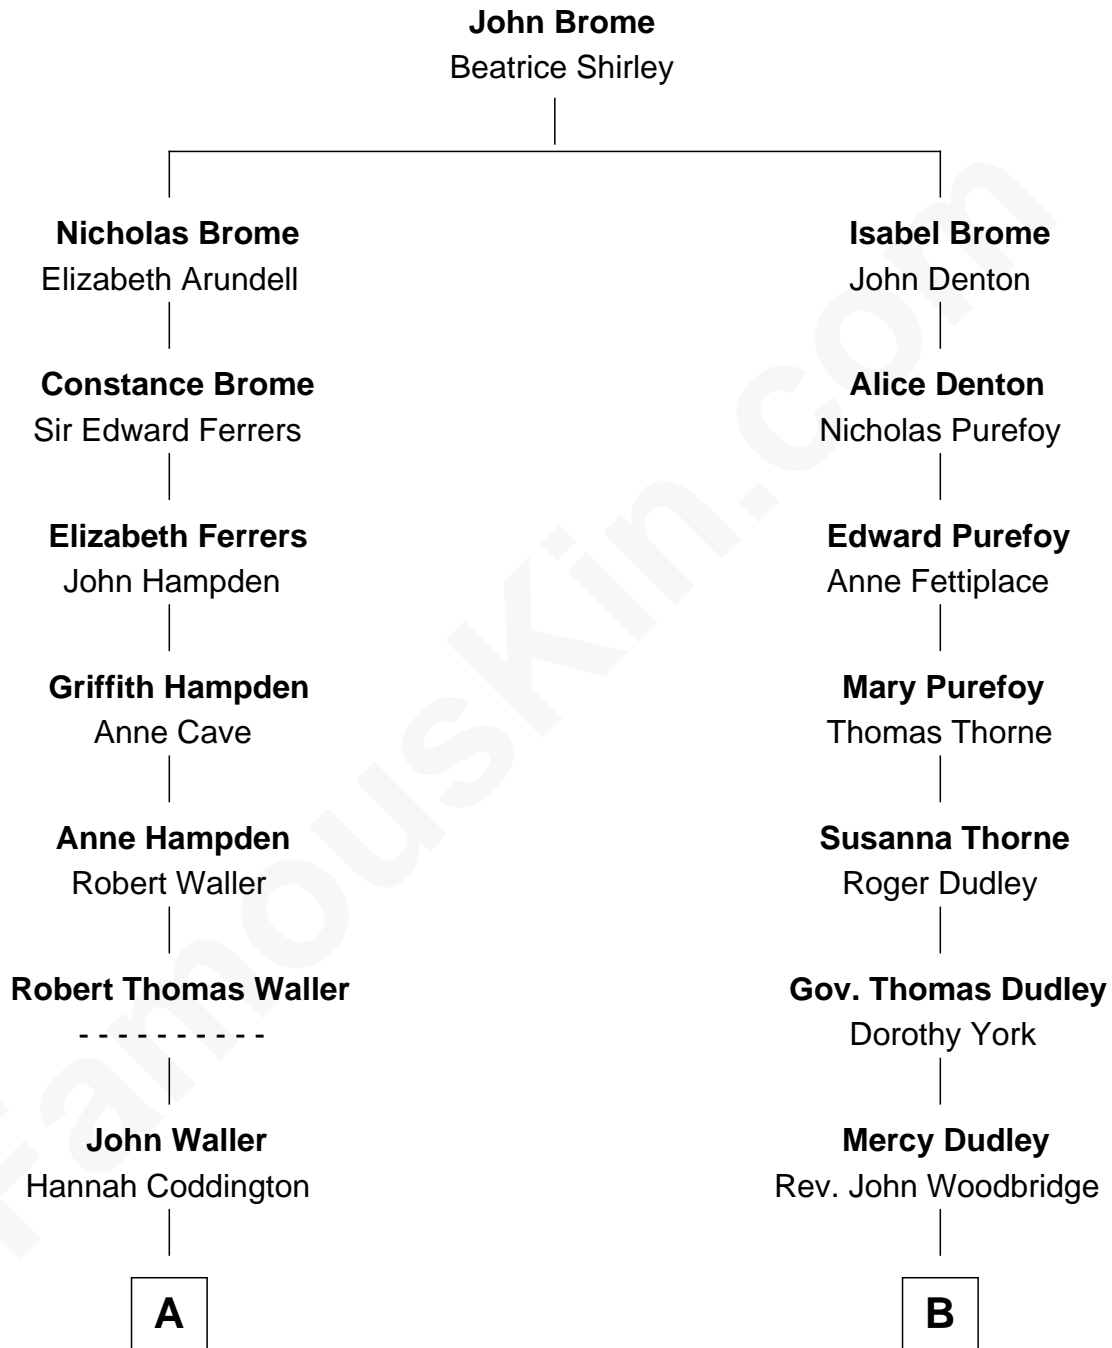 John Brome
Beatrice Shirley
Nicholas Brome
Elizabeth Arundell
Isabel Brome
John Denton
Constance Brome
Sir Edward Ferrers
Alice Denton
Nicholas Purefoy
Elizabeth Ferrers
John Hampden
Edward Purefoy
Anne Fettiplace
Griffith Hampden
Anne Cave
Mary Purefoy
Thomas Thorne
Anne Hampden
Robert Waller
Susanna Thorne
Roger Dudley
Robert Thomas Waller
- - - - - - - - - -
Gov. Thomas Dudley
Dorothy York
John Waller
Hannah Coddington
Mercy Dudley
Rev. John Woodbridge
A
B
FamousKin.com